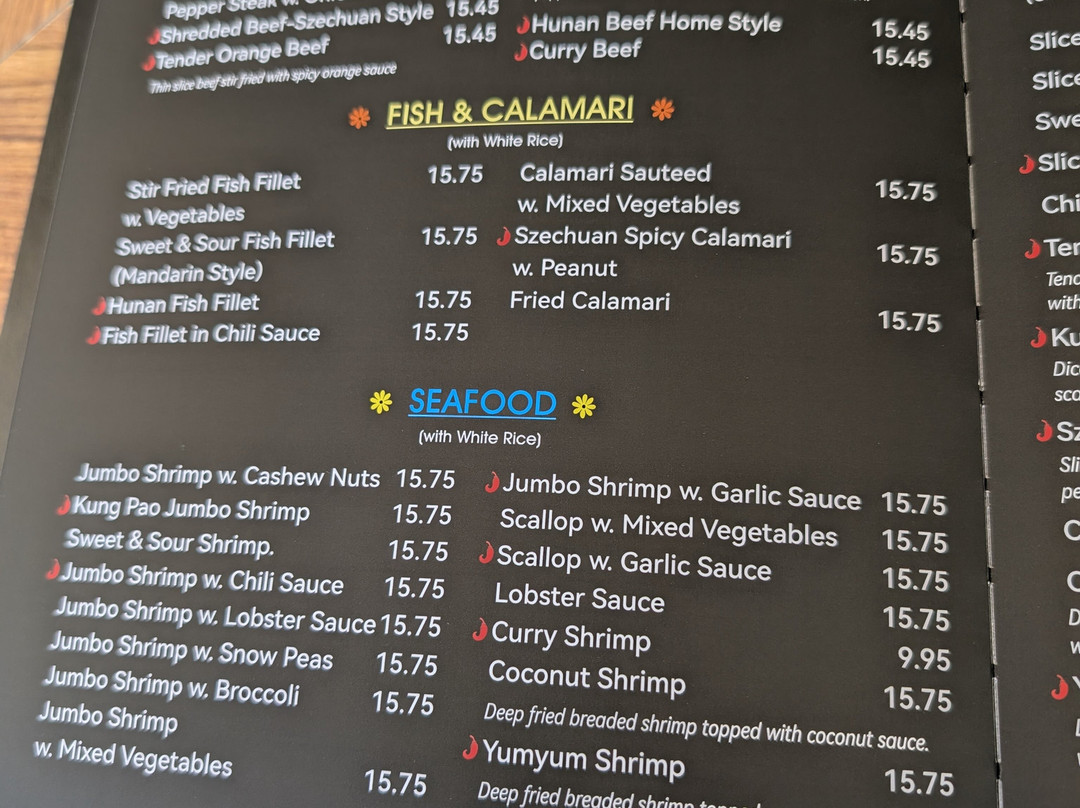 Pepper Steak w.
Shredded Beef-Szechuan Style 15.45
Tender Orange Beef 15.45
Thin slice beef stir fried with spicy orange sauce
Hunan Beef Home Style 15.45
Curry Beef 15.45
FISH & CALAMARI
(with White Rice)
Stir Fried Fish Fillet 15.75
w. Vegetables
Sweet & Sour Fish Fillet 15.75
(Mandarin Style)
Hunan Fish Fillet 15.75
Fish Fillet in Chili Sauce 15.75
Calamari Sauteed
w. Mixed Vegetables 15.75
Szechuan Spicy Calamari
w. Peanut 15.75
Fried Calamari 15.75
SEAFOOD
(with White Rice)
Jumbo Shrimp w. Cashew Nuts 15.75
Kung Pao Jumbo Shrimp 15.75
Sweet & Sour Shrimp. 15.75
Jumbo Shrimp w. Chili Sauce 15.75
Jumbo Shrimp w. Lobster Sauce 15.75
Jumbo Shrimp w. Snow Peas 15.75
Jumbo Shrimp w. Broccoli 15.75
Jumbo Shrimp
w. Mixed Vegetables 15.75
Jumbo Shrimp w. Garlic Sauce 15.75
Scallop w. Mixed Vegetables 15.75
Scallop w. Garlic Sauce 15.75
Lobster Sauce 15.75
Curry Shrimp 9.95
Coconut Shrimp 15.75
Deep fried breaded shrimp topped with coconut sauce.
Yumyum Shrimp 15.75
Deep fried breaded shrimp
Slice
Slice
Swe
Slic
Chi
Ter
with
Ku
Sz